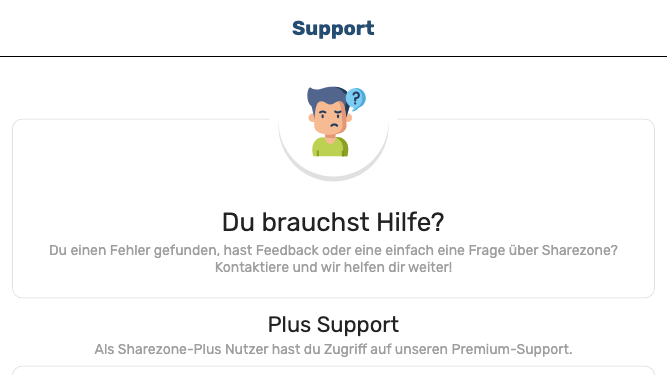 Support
?
Du brauchst Hilfe?
Du einen Fehler gefunden, hast Feedback oder eine einfach eine Frage über Sharezone?
Kontaktiere und wir helfen dir weiter!
Plus Support
Als Sharezone-Plus Nutzer hast du Zugriff auf unseren Premium-Support.